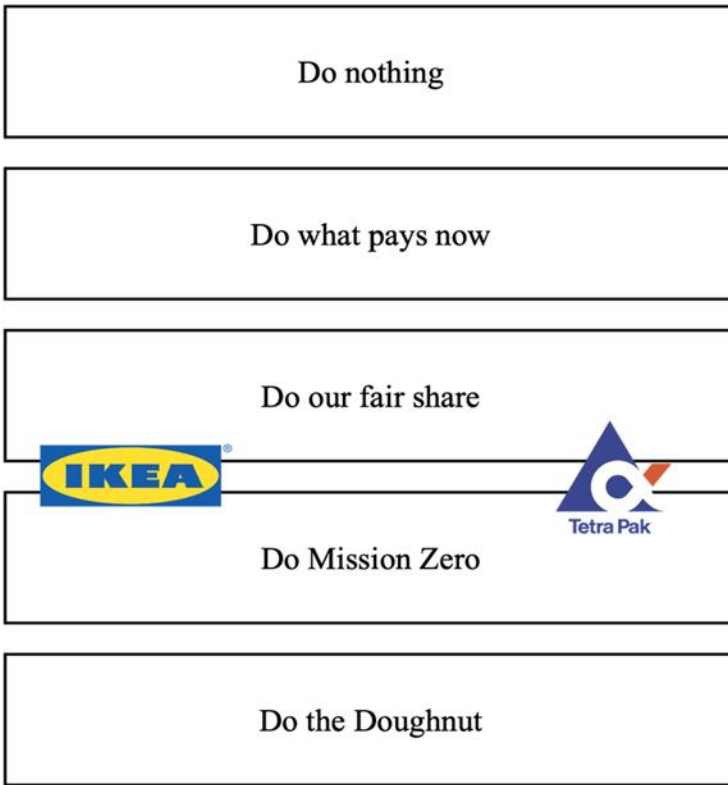 Do nothing
Do what pays now
Do our fair share
IKEA®
Tetra Pak
Do Mission Zero
Do the Doughnut